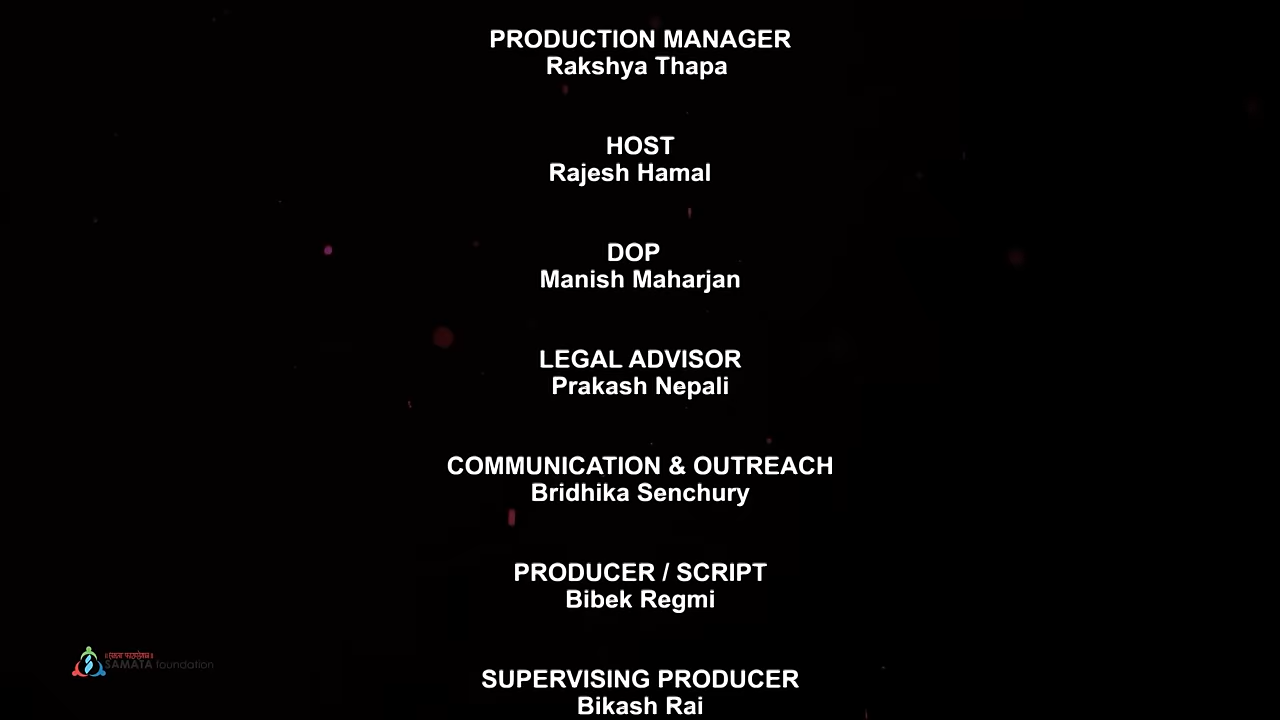 PRODUCTION MANAGER
Rakshya Thapa
HOST
Rajesh Hamal
DOP
Manish Maharjan
LEGAL ADVISOR
Prakash Nepali
COMMUNICATION & OUTREACH
Bridhika Senchury
PRODUCER / SCRIPT
Bibek Regmi
SAMATA foundation
SUPERVISING PRODUCER
Bikash Rai